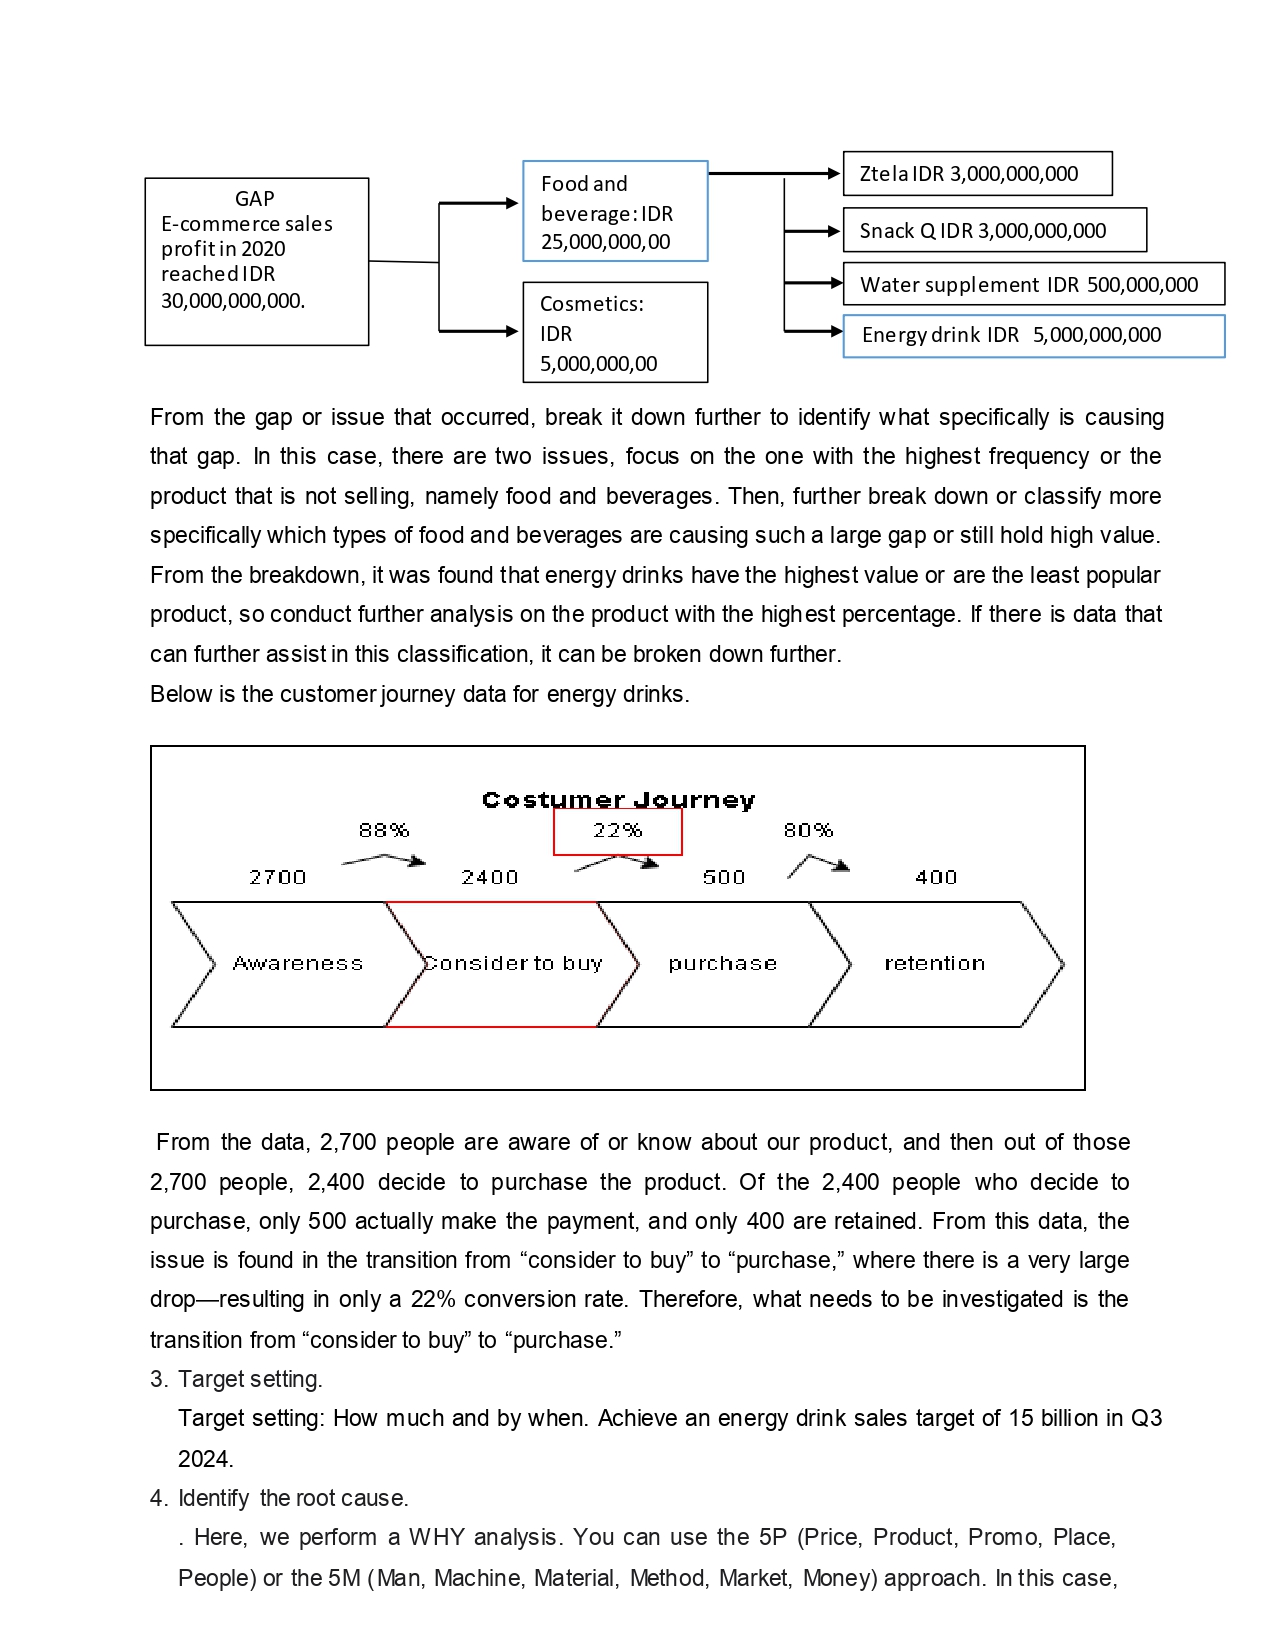 GAP
E-commerce sales
profit in 2020
reached IDR
30,000,000,000.
Food and
beverage: IDR
25,000,000,00
Cosmetics:
IDR
5,000,000,00
Ztela IDR 3,000,000,000
Snack Q IDR 3,000,000,000
Water supplement IDR 500,000,000
Energy drink IDR 5,000,000,000
From the gap or issue that occurred, break it down further to identify what specifically is causing
that gap. In this case, there are two issues, focus on the one with the highest frequency or the
product that is not selling, namely food and beverages. Then, further break down or classify more
specifically which types of food and beverages are causing such a large gap or still hold high value.
From the breakdown, it was found that energy drinks have the highest value or are the least popular
product, so conduct further analysis on the product with the highest percentage. If there is data that
can further assist in this classification, it can be broken down further.
Below is the customer journey data for energy drinks.
Costumer Journey
88%
22%
80%
2700
2400
500
400
Awareness
Consider to buy
purchase
retention
From the data, 2,700 people are aware of or know about our product, and then out of those
2,700 people, 2,400 decide to purchase the product. Of the 2,400 people who decide to
purchase, only 500 actually make the payment, and only 400 are retained. From this data, the
issue is found in the transition from “consider to buy” to “purchase,” where there is a very large
drop—resulting in only a 22% conversion rate. Therefore, what needs to be investigated is the
transition from “consider to buy” to “purchase.”
3. Target setting.
Target setting: How much and by when. Achieve an energy drink sales target of 15 billion in Q3
2024.
4. Identify the root cause.
. Here, we perform a WHY analysis. You can use the 5P (Price, Product, Promo, Place,
People) or the 5M (Man, Machine, Material, Method, Market, Money) approach. In this case,